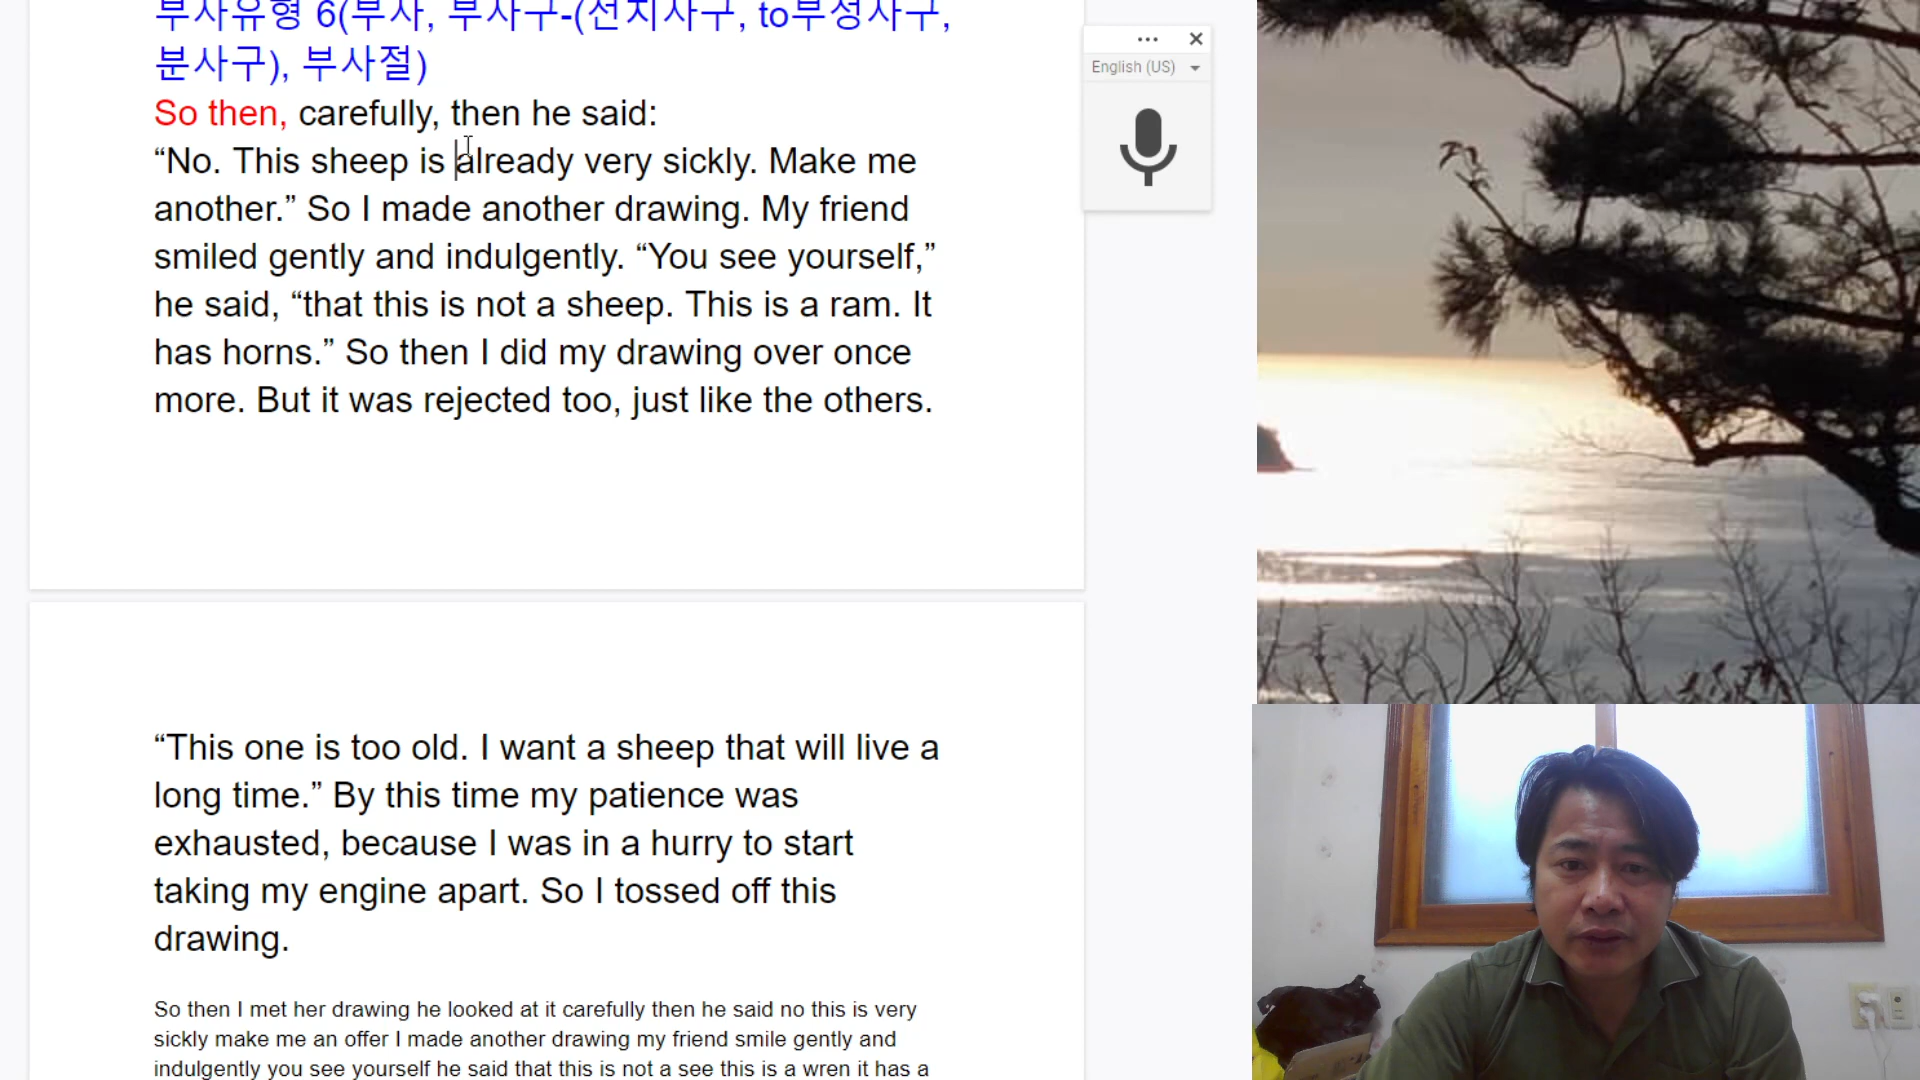 부사유형 6(부사, 부사구-(전치사구, to부정사구,
분사구), 부사절)
So then, carefully, then he said:
“No. This sheep is already very sickly. Make me
another.” So I made another drawing. My friend
smiled gently and indulgently. “You see yourself,”
he said, “that this is not a sheep. This is a ram. It
has horns.” So then I did my drawing over once
more. But it was rejected too, just like the others.
“This one is too old. I want a sheep that will live a
long time.” By this time my patience was
exhausted, because I was in a hurry to start
taking my engine apart. So I tossed off this
drawing.
So then I met her drawing he looked at it carefully then he said no this is very
sickly make me an offer I made another drawing my friend smile gently and
indulgently you see yourself he said that this is not a see this is a wren it has a
English (US)